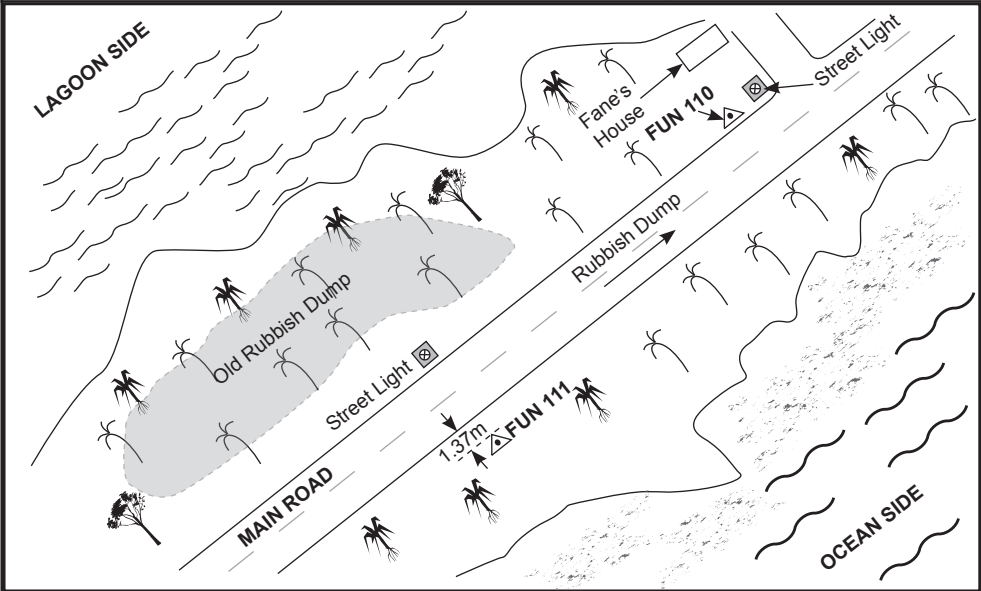 LAGOON SIDE
Street Light
Fane's
House
FUN 110
Rubbish Dump
Old Rubbish Dump
Street Light
FUN 111
1.37m
MAIN ROAD
OCEAN SIDE